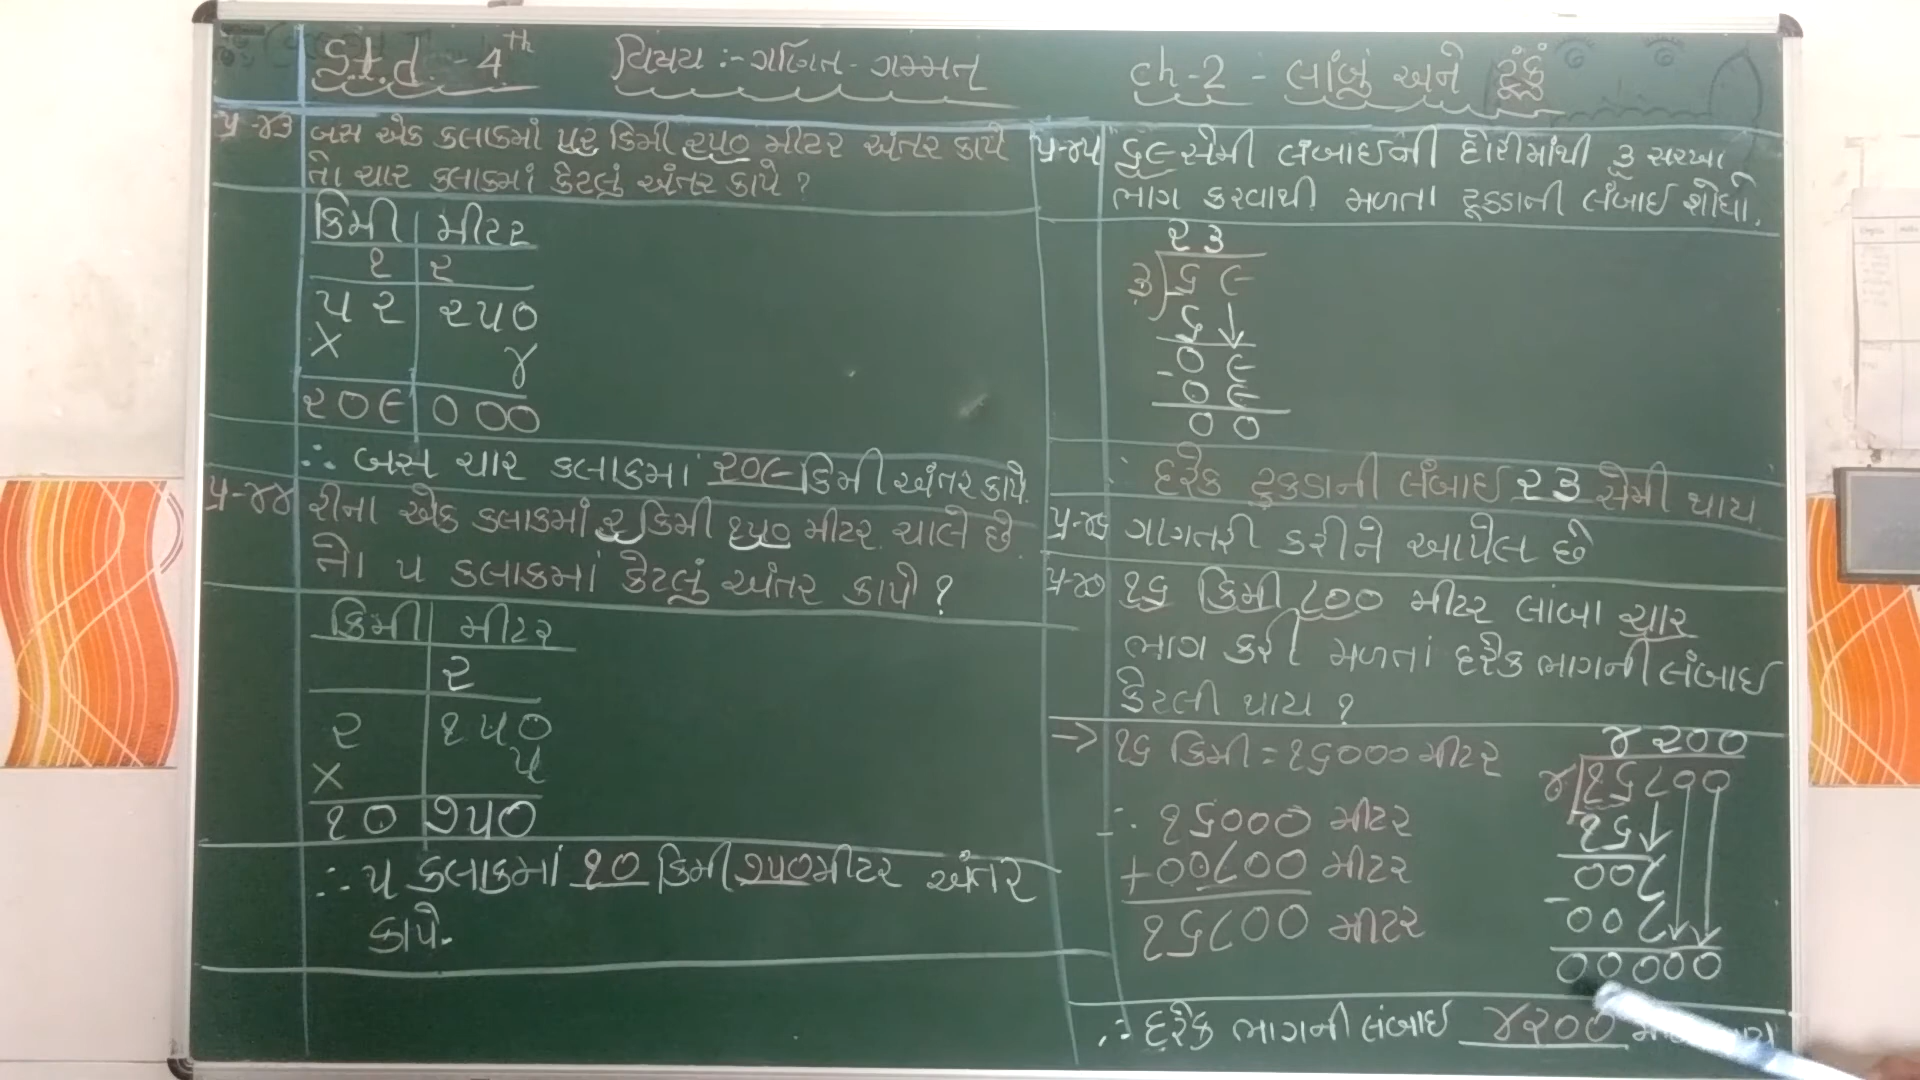 Std - 4th વિષય :- ગણિત - ગમ્મત ch-2 - લાંબું અને ટૂંકું
પ્ર-૪૩ બસ એક કલાકમાં ૫૨ કિમી ૨૫૦ મીટર અંતર કાપે
તો ચાર કલાકમાં કેટલું અંતર કાપે ?
કિમી મીટર
૧ ૨
૫૨ ૨૫૦
× ૪
૨૦૯ ૦૦૦
∴ બસ ચાર કલાકમાં ૨૦૯ કિમી અંતર કાપે.
પ્ર-૪૪ રીના એક કલાકમાં ૨ કિમી ૧૫૦ મીટર ચાલે છે.
તો ૫ કલાકમાં કેટલું અંતર કાપે ?
કિમી મીટર
૨
૨ ૧૫૦
× ૫
૧૦ ૭૫૦
∴ ૫ કલાકમાં ૧૦ કિમી ૭૫૦ મીટર અંતર
કાપે.
પ્ર-૪૫ ૬૯ સેમી લંબાઈની દોરીમાંથી ૩ સરખા
ભાગ કરવાથી મળતા ટૂકડાની લંબાઈ શોધો.
૨૩
૩)૬૯
૬↓
-૦૯
૦૯
૦૦
∴ દરેક ટુકડાની લંબાઈ ૨૩ સેમી થાય
પ્ર-૪૬ ગાગતરી કરીને આપેલ છે
પ્ર-૪૭ ૧૬ કિમી ૮૦૦ મીટર લાંબા ચાર
ભાગ કરી મળતાં દરેક ભાગની લંબાઈ
કેટલી થાય ?
→ ૧૬ કિમી = ૧૬૦૦૦ મીટર
∴ ૧૬૦૦૦ મીટર
+૦૦૮૦૦ મીટર
૧૬૮૦૦ મીટર
૪૨૦૦
૪)૧૬૮૦૦
૧૬↓
૦૦૮
-૦૦૮
૦૦૦૦૦
∴ દરેક ભાગની લંબાઈ ૪૨૦૦